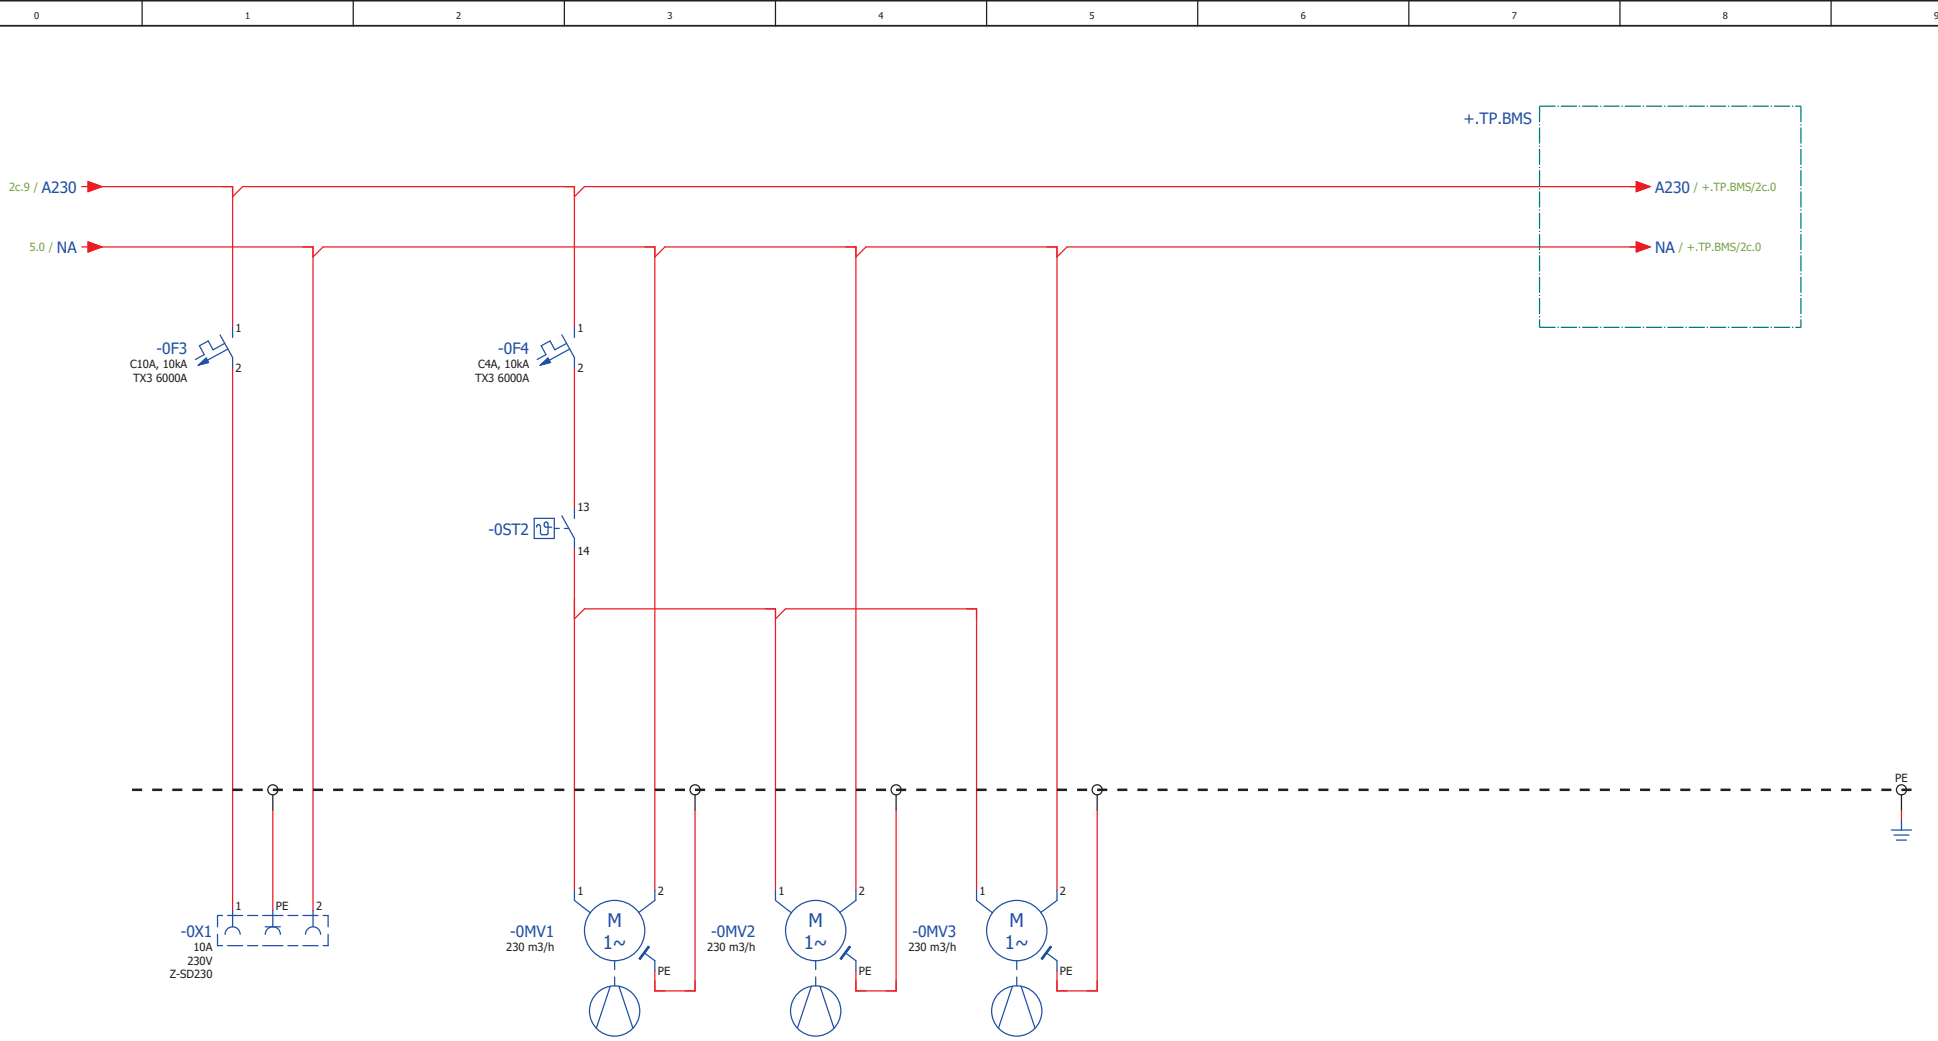 0 1 2 3 4 5 6 7 8 9
+.TP.BMS
2c.9 / A230
A230 / +.TP.BMS/2c.0
5.0 / NA
NA / +.TP.BMS/2c.0
1
-0F3
C10A, 10kA
TX3 6000A
2
1
-0F4
C4A, 10kA
TX3 6000A
2
13
-0ST2
14
PE
1 PE 2
-0X1
10A
230V
Z-SD230
1 2
-0MV1
230 m3/h
M
1~
PE
1 2
-0MV2
230 m3/h
M
1~
PE
1 2
-0MV3
230 m3/h
M
1~
PE